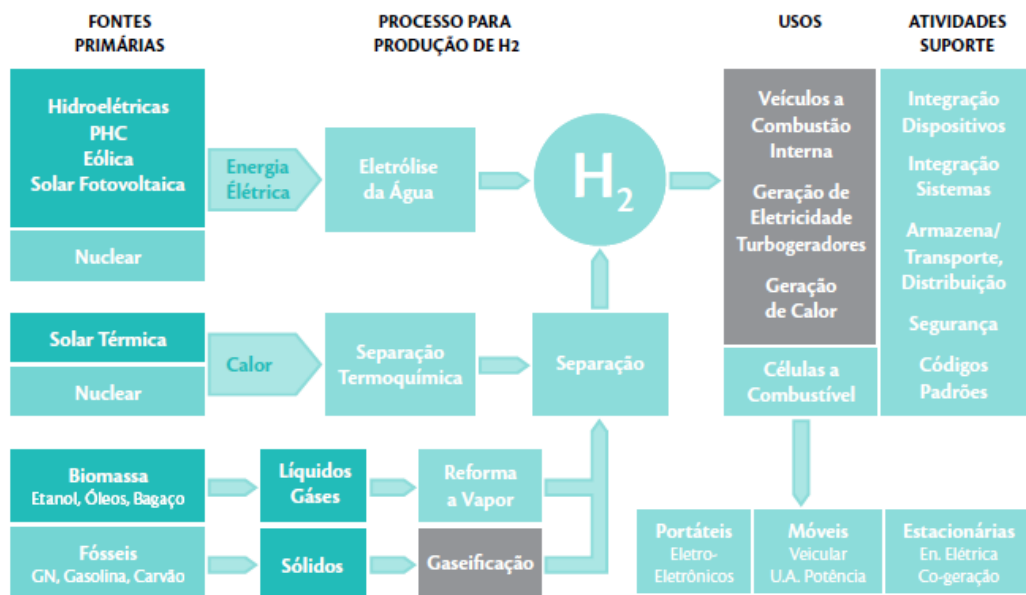 FONTES
PRIMÁRIAS
PROCESSO PARA
PRODUÇÃO DE H2
USOS
ATIVIDADES
SUPORTE
Hidroelétricas
PHC
Eólica
Solar Fotovoltaica
Nuclear
Energia
Élétrica
Eletrólise
da Água
H2
Veículos a
Combustão
Interna
Geração de
Eletricidade
Turbogeradores
Geração
de Calor
Células a
Combustível
Integração
Dispositivos
Integração
Sistemas
Armazena/
Transporte,
Distribuição
Segurança
Códigos
Padrões
Solar Térmica
Nuclear
Calor
Separação
Termoquímica
Separação
Biomassa
Etanol, Óleos, Bagaço
Líquidos
Gáses
Reforma
a Vapor
Fósseis
GN, Gasolina, Carvão
Sólidos
Gaseificação
Portáteis
Eletro-
Eletrônicos
Móveis
Veicular
U.A. Potência
Estacionárias
En. Elétrica
Co-geração